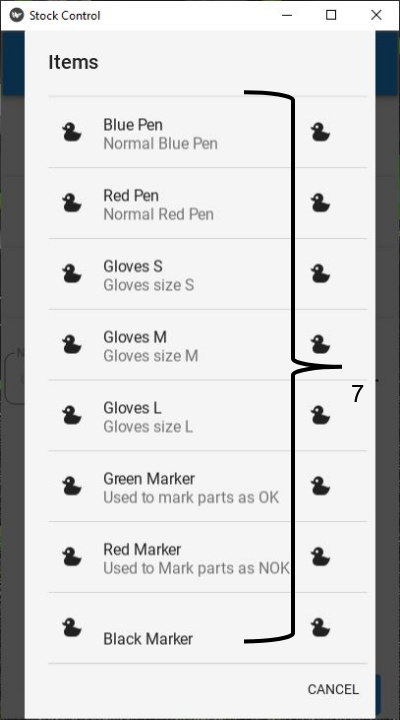 Stock Control
Items
Blue Pen
Normal Blue Pen
Red Pen
Normal Red Pen
Gloves S
Gloves size S
Gloves M
Gloves size M
7
Gloves L
Gloves size L
Green Marker
Used to mark parts as OK
Red Marker
Used to Mark parts as NOK
Black Marker
CANCEL